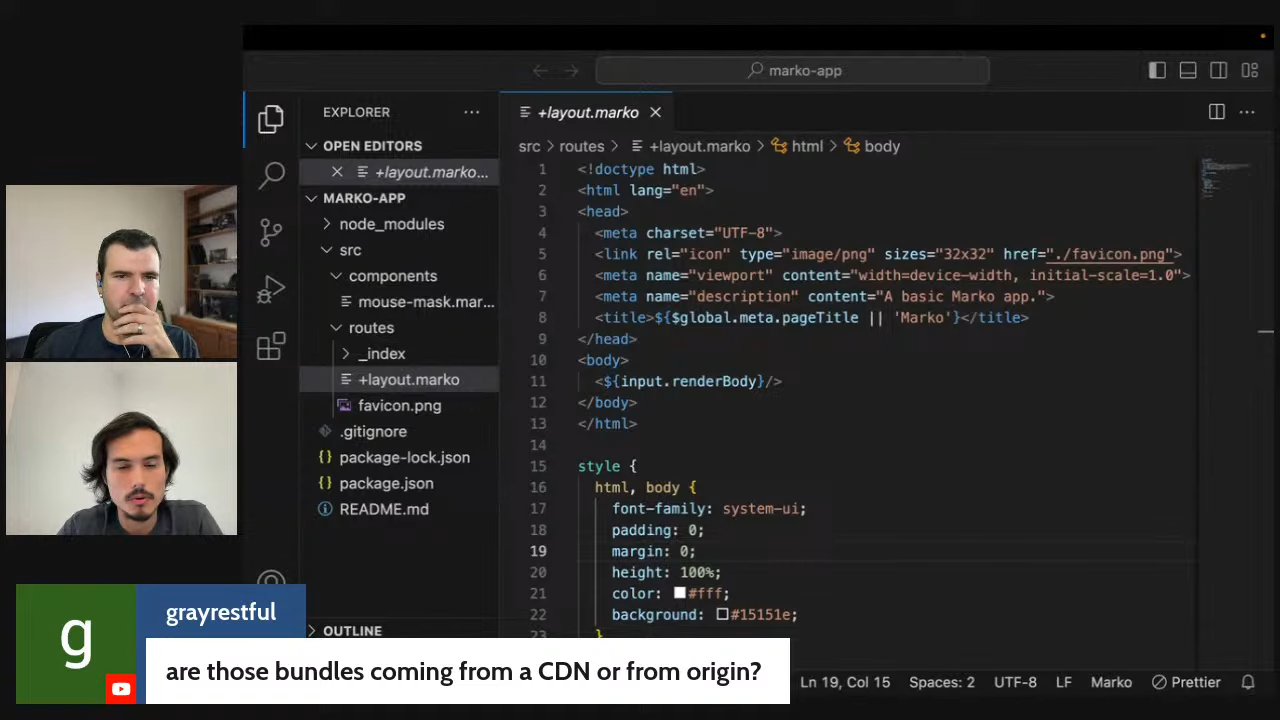 marko-app
EXPLORER
OPEN EDITORS
+layout.marko...
MARKO-APP
node_modules
src
components
mouse-mask.mar...
routes
_index
+layout.marko
favicon.png
.gitignore
package-lock.json
package.json
README.md
OUTLINE
+layout.marko
src > routes > +layout.marko > html > body
1 <!doctype html>
2 <html lang="en">
3 <head>
4 <meta charset="UTF-8">
5 <link rel="icon" type="image/png" sizes="32x32" href="./favicon.png">
6 <meta name="viewport" content="width=device-width, initial-scale=1.0">
7 <meta name="description" content="A basic Marko app.">
8 <title>${$global.meta.pageTitle || 'Marko'}</title>
9 </head>
10 <body>
11 <${input.renderBody}/>
12 </body>
13 </html>
14
15 style {
16 html, body {
17 font-family: system-ui;
18 padding: 0;
19 margin: 0;
20 height: 100%;
21 color: #fff;
22 background: #15151e;
23 }
g
grayrestful
are those bundles coming from a CDN or from origin?
Ln 19, Col 15 Spaces: 2 UTF-8 LF Marko Prettier